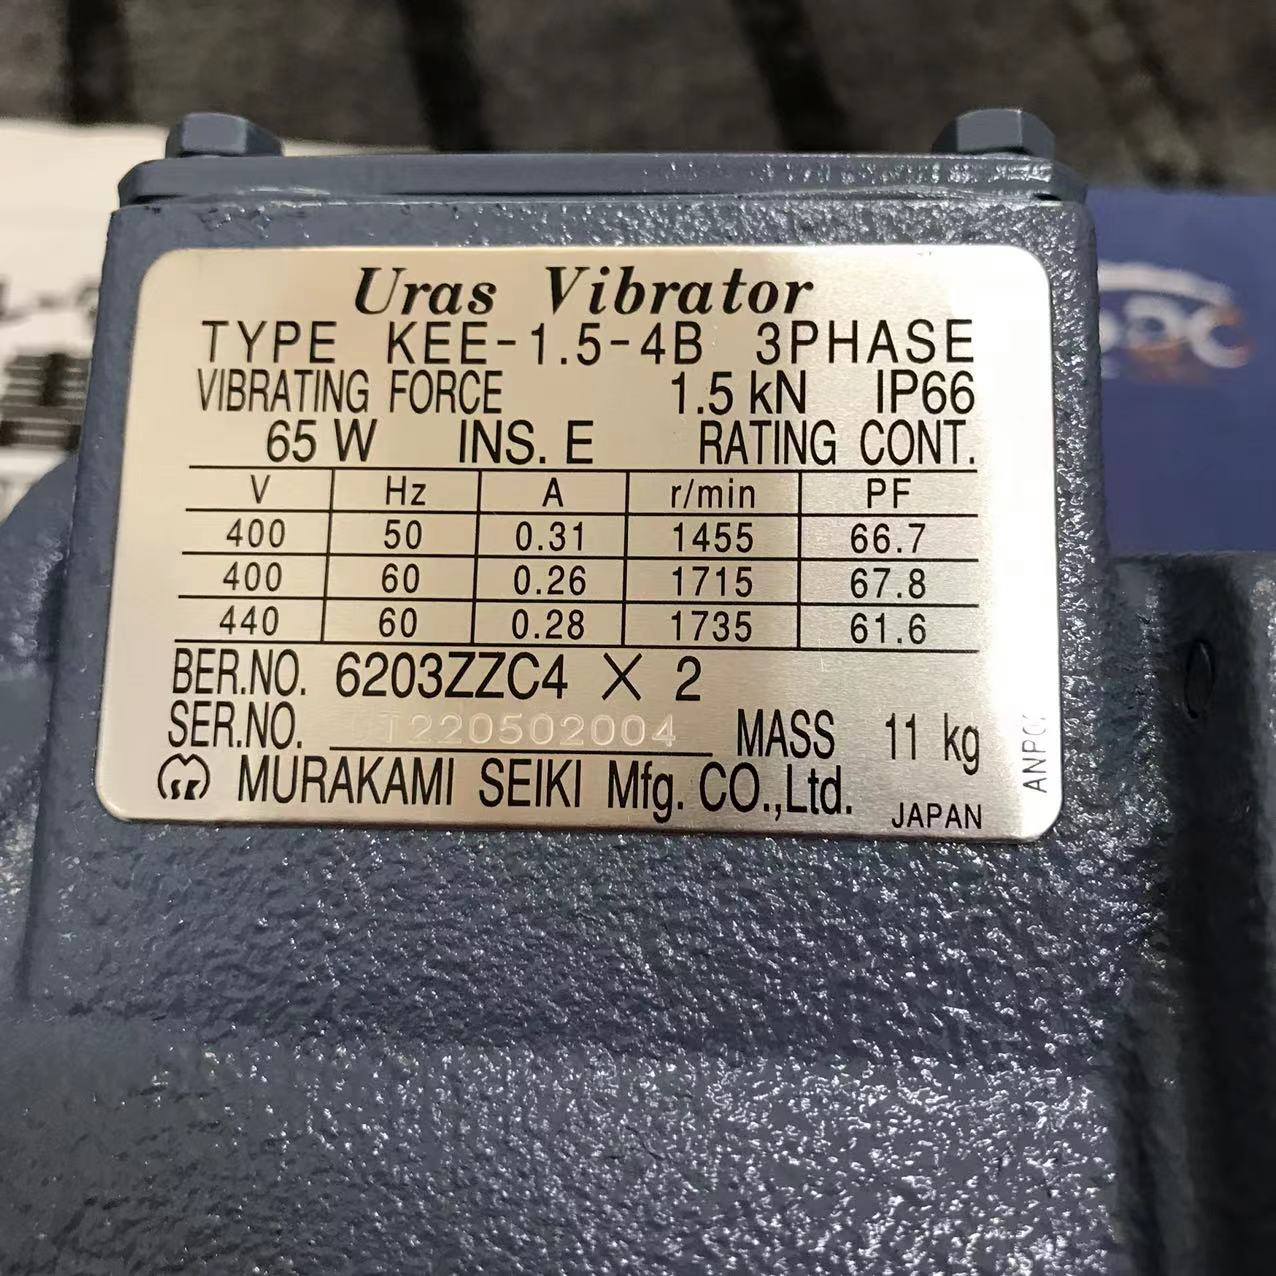 Uras Vibrator
TYPE KEE-1.5-4B 3PHASE
VIBRATING FORCE 1.5 kN IP66
65 W INS. E RATING CONT.
V Hz A r/min PF
400 50 0.31 1455 66.7
400 60 0.26 1715 67.8
440 60 0.28 1735 61.6
BER.NO. 6203ZZC4 × 2
SER.NO. 1220502004 MASS 11 kg
MURAKAMI SEIKI Mfg. CO.,Ltd. JAPAN